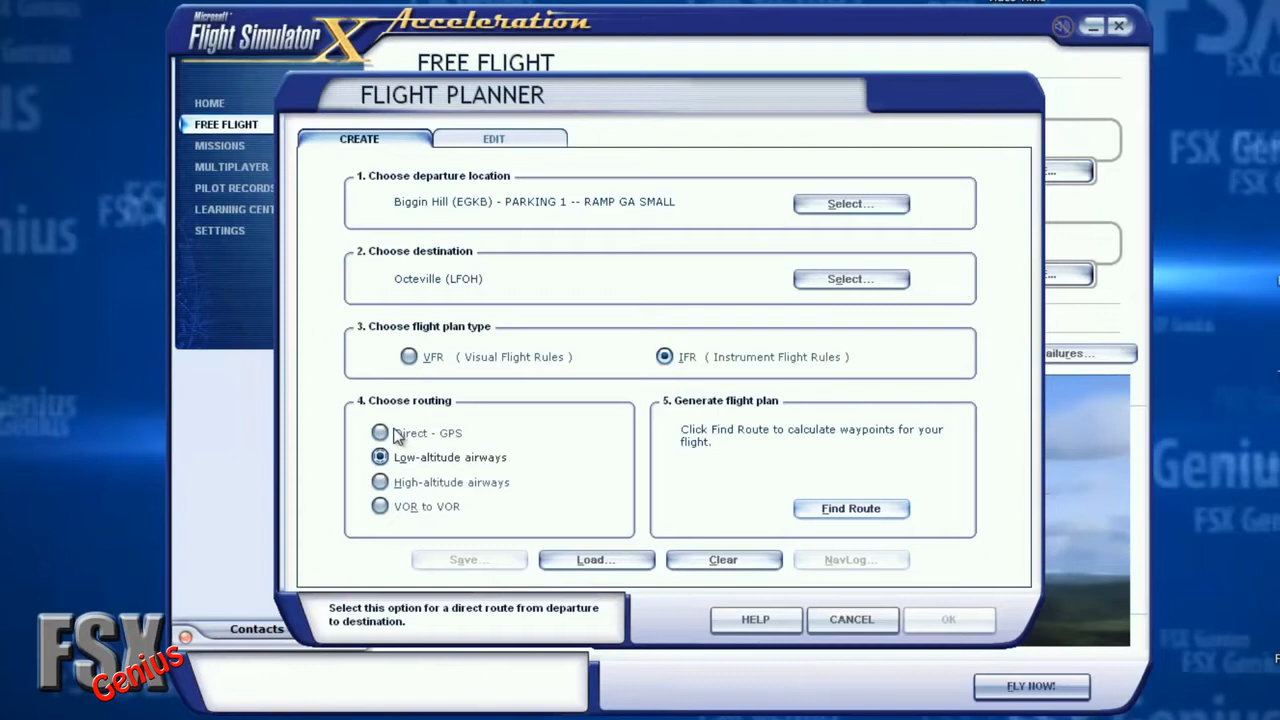 Microsoft
Flight Simulator X
Acceleration
FREE FLIGHT
FLIGHT PLANNER
HOME
FREE FLIGHT
MISSIONS
MULTIPLAYER
PILOT RECORDS
LEARNING CENT
SETTINGS
CREATE
EDIT
1. Choose departure location
Biggin Hill (EGKB) - PARKING 1 -- RAMP GA SMALL
Select...
2. Choose destination
Octeville (LFOH)
Select...
3. Choose flight plan type
VFR ( Visual Flight Rules )
IFR ( Instrument Flight Rules )
ailures...
4. Choose routing
Direct - GPS
Low-altitude airways
High-altitude airways
VOR to VOR
5. Generate flight plan
Click Find Route to calculate waypoints for your
flight.
Find Route
Save...
Load...
Clear
NavLog...
Select this option for a direct route from departure
to destination.
HELP
CANCEL
OK
Contacts
FLY NOW!
FSX
Genius